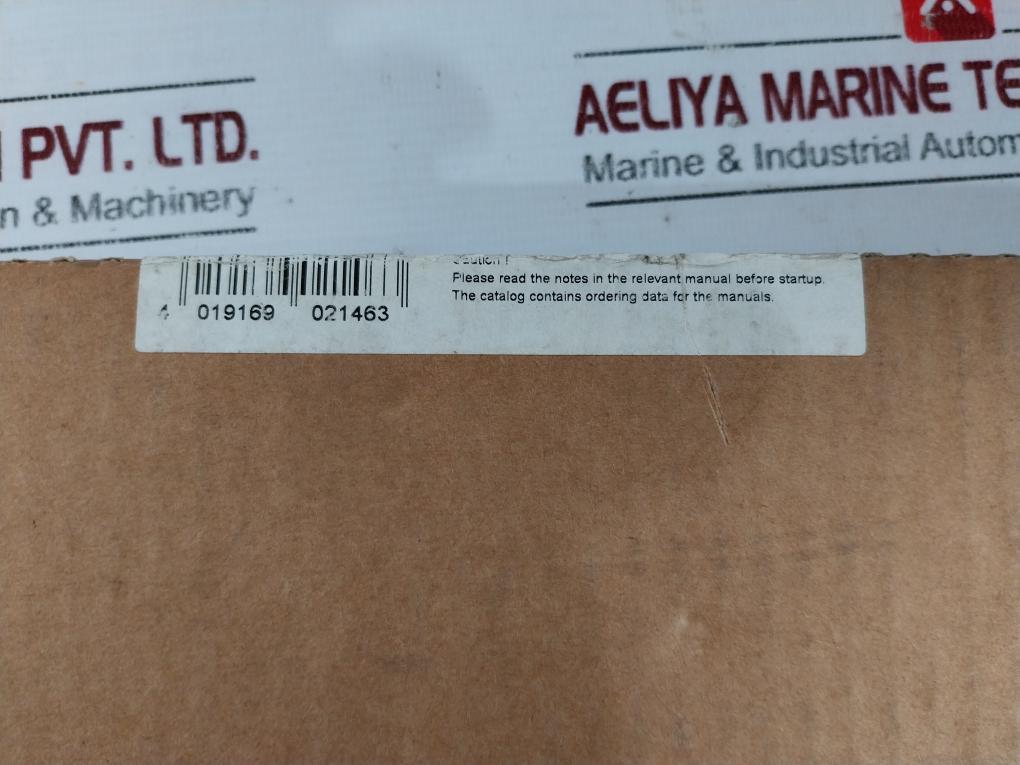 PVT. LTD.
n & Machinery
AELIYA MARINE TE
Marine & Industrial Autom
Caution !
Please read the notes in the relevant manual before startup.
The catalog contains ordering data for the manuals.
4 019169 021463